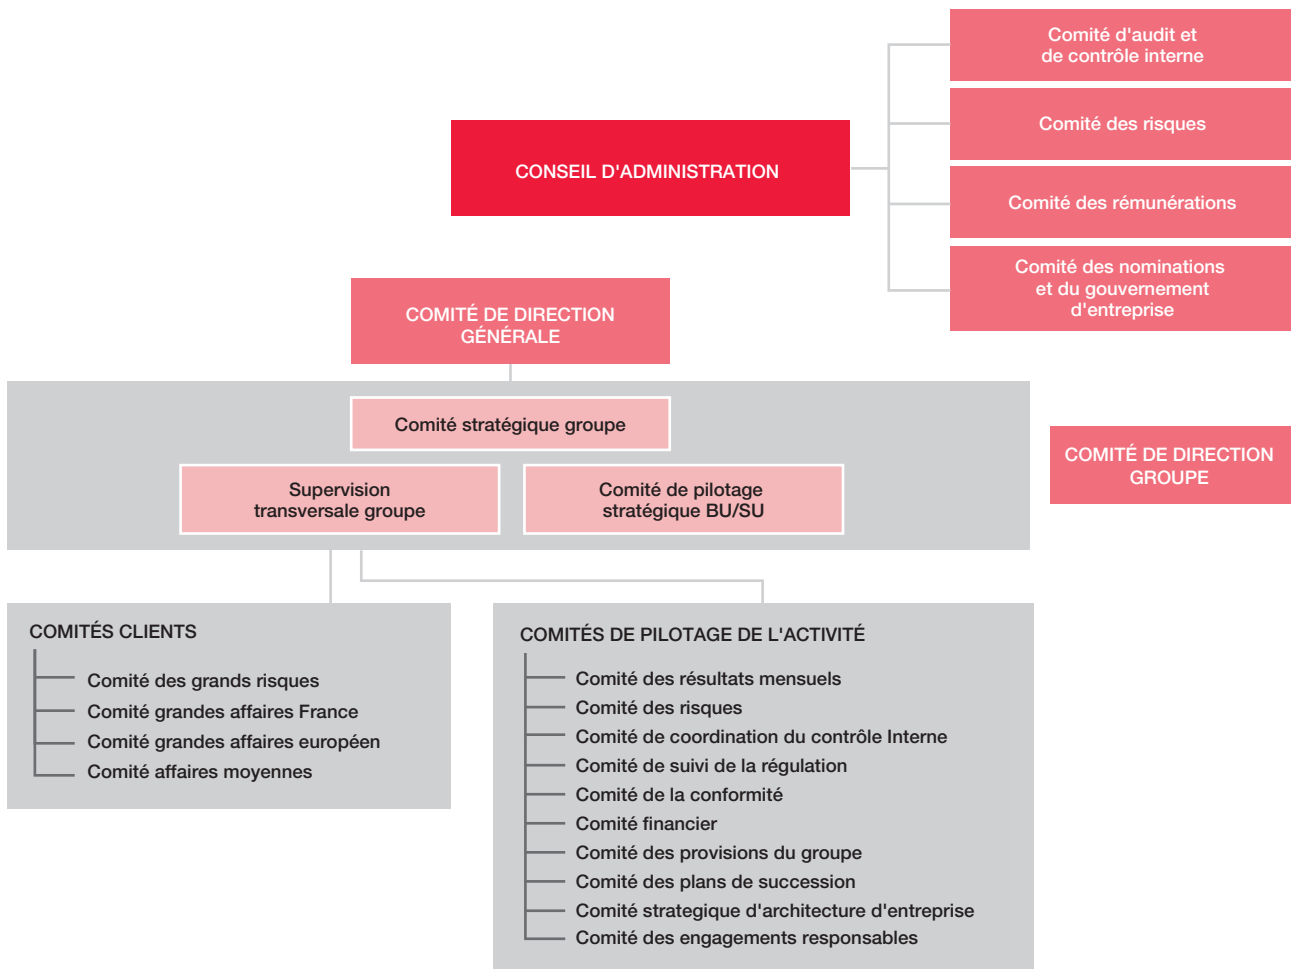 Comité d'audit et
de contrôle interne
Comité des risques
CONSEIL D'ADMINISTRATION
Comité des rémunérations
Comité des nominations
et du gouvernement
d'entreprise
COMITÉ DE DIRECTION
GÉNÉRALE
Comité stratégique groupe
COMITÉ DE DIRECTION
GROUPE
Supervision
transversale groupe
Comité de pilotage
stratégique BU/SU
COMITÉS CLIENTS
Comité des grands risques
Comité grandes affaires France
Comité grandes affaires européen
Comité affaires moyennes
COMITÉS DE PILOTAGE DE L'ACTIVITÉ
Comité des résultats mensuels
Comité des risques
Comité de coordination du contrôle Interne
Comité de suivi de la régulation
Comité de la conformité
Comité financier
Comité des provisions du groupe
Comité des plans de succession
Comité strategique d'architecture d'entreprise
Comité des engagements responsables